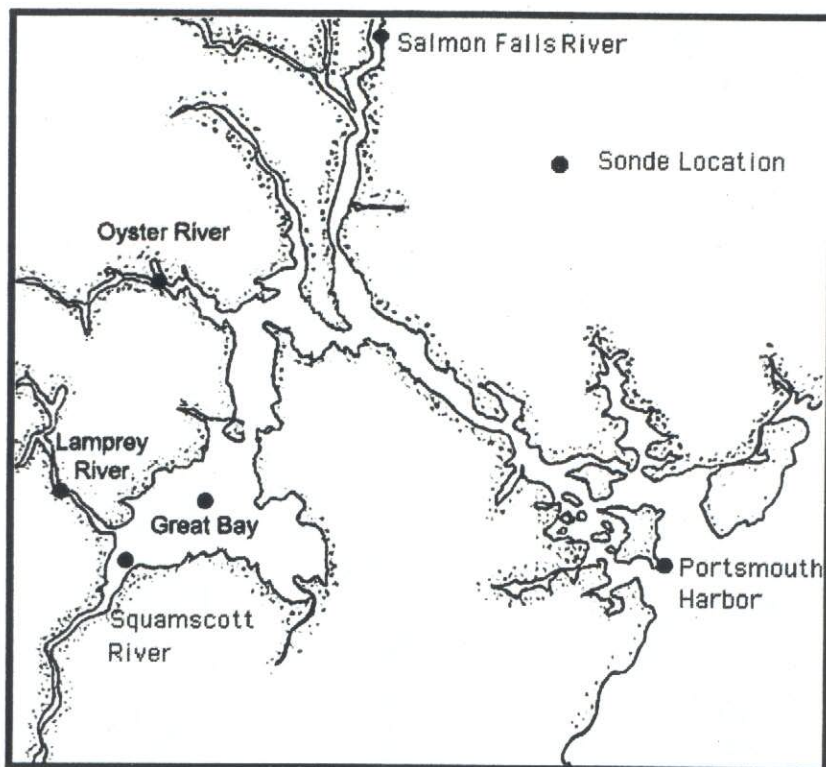 Salmon Falls River
Sonde Location
Oyster River
Lamprey
River
Great Bay
Squamscott
River
Portsmouth
Harbor